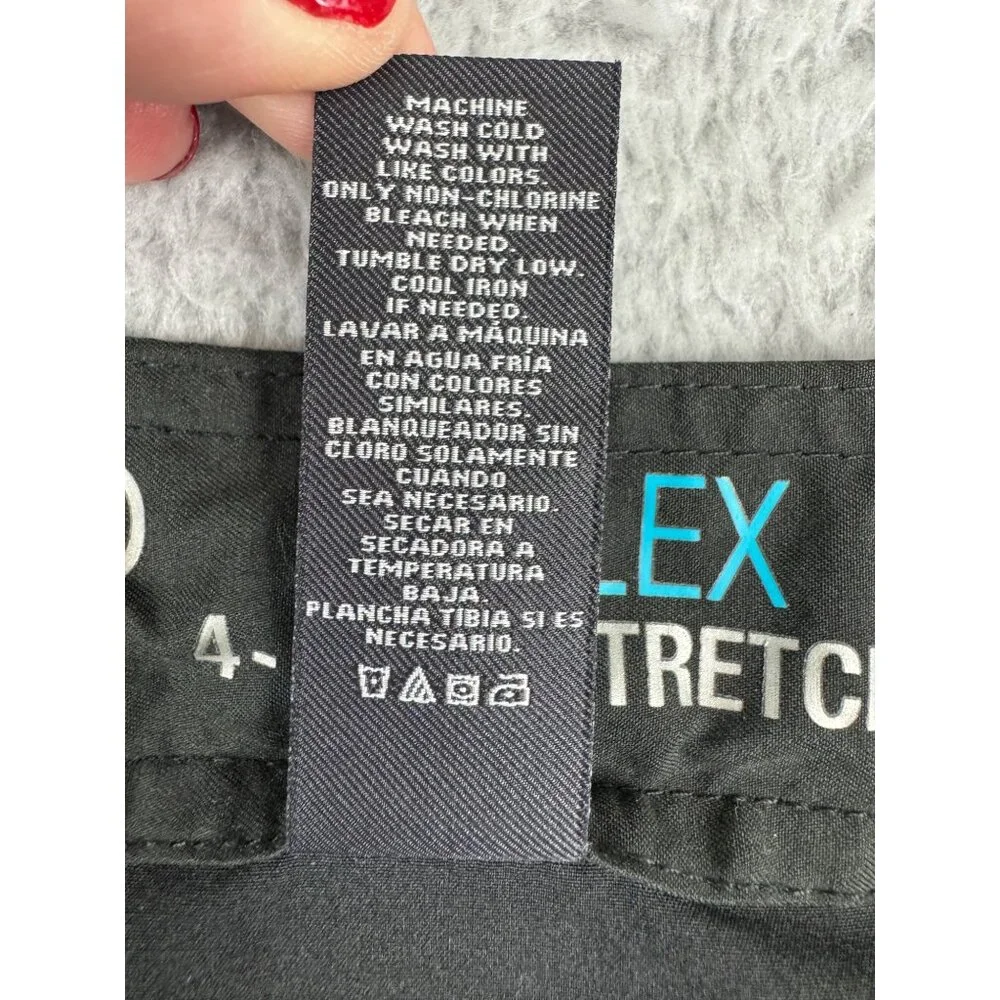 MACHINE
WASH COLD
WASH WITH
LIKE COLORS.
ONLY NON-CHLORINE
BLEACH WHEN
NEEDED.
TUMBLE DRY LOW.
COOL IRON
IF NEEDED.
LAVAR A MÁQUINA
EN AGUA FRÍA
CON COLORES
SIMILARES.
BLANQUEADOR SIN
CLORO SOLAMENTE
CUANDO
SEA NECESARIO.
SECAR EN
SECADORA A
TEMPERATURA
BAJA.
PLANCHA TIBIA SI ES
NECESARIO.
LEX
4- TRETC